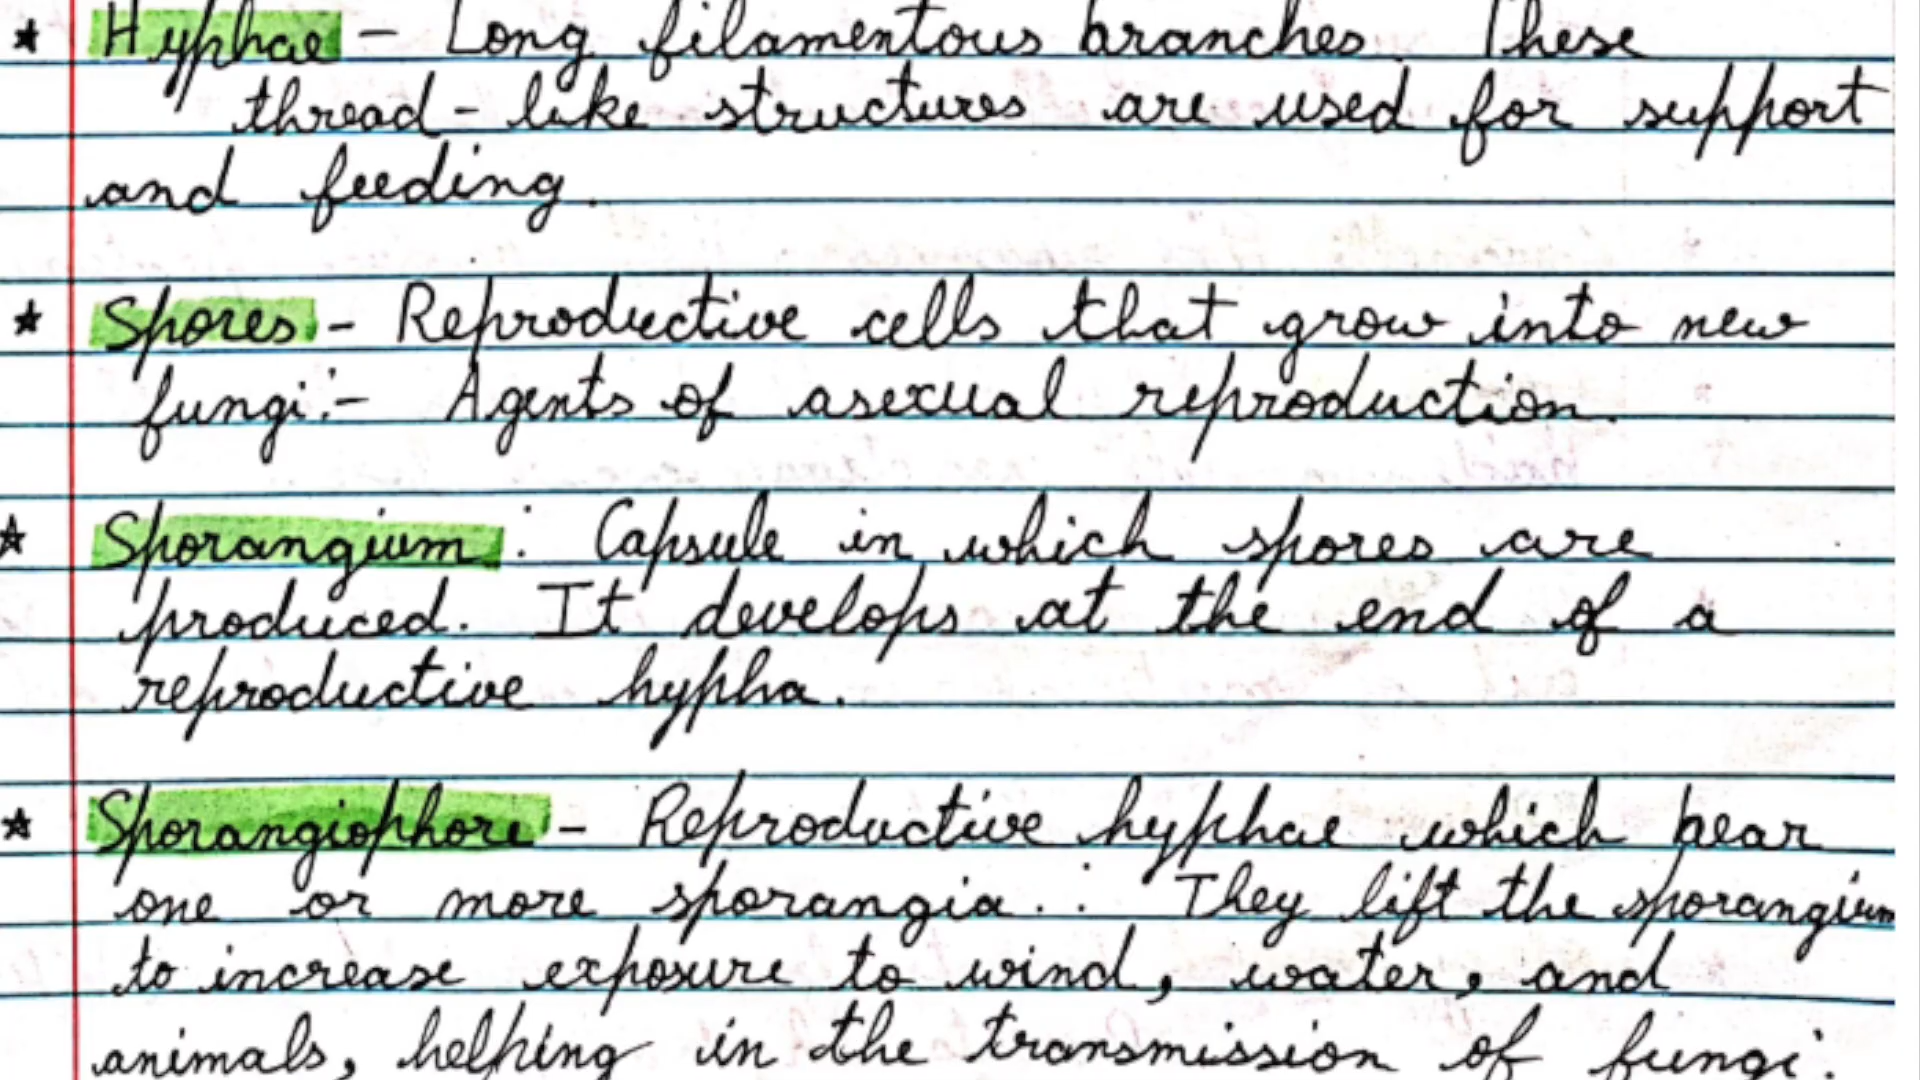 ★ Hyphae - Long filamentous branches These
thread-like structures are used for support
and feeding.
★ Spores - Reproductive cells that grow into new
fungi:- Agents of asexual reproduction.
☆ Sporangium : Capsule in which spores are
produced. It develops at the end of a
reproductive hypha.
★ Sporangiophore - Reproductive hyphae which bear
one or more sporangia. : They lift the sporangium
to increase exposure to wind, water, and
animals, helping in the transmission of fungi.